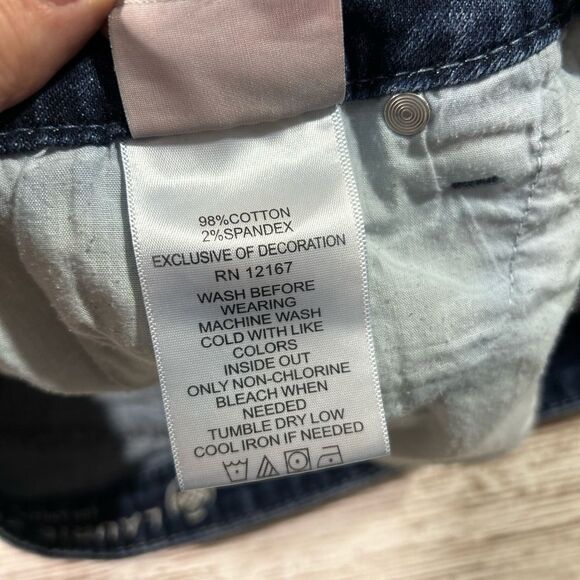 98%COTTON
2%SPANDEX
EXCLUSIVE OF DECORATION
RN 12167
WASH BEFORE
WEARING
MACHINE WASH
COLD WITH LIKE
COLORS
INSIDE OUT
ONLY NON-CHLORINE
BLEACH WHEN
NEEDED
TUMBLE DRY LOW
COOL IRON IF NEEDED